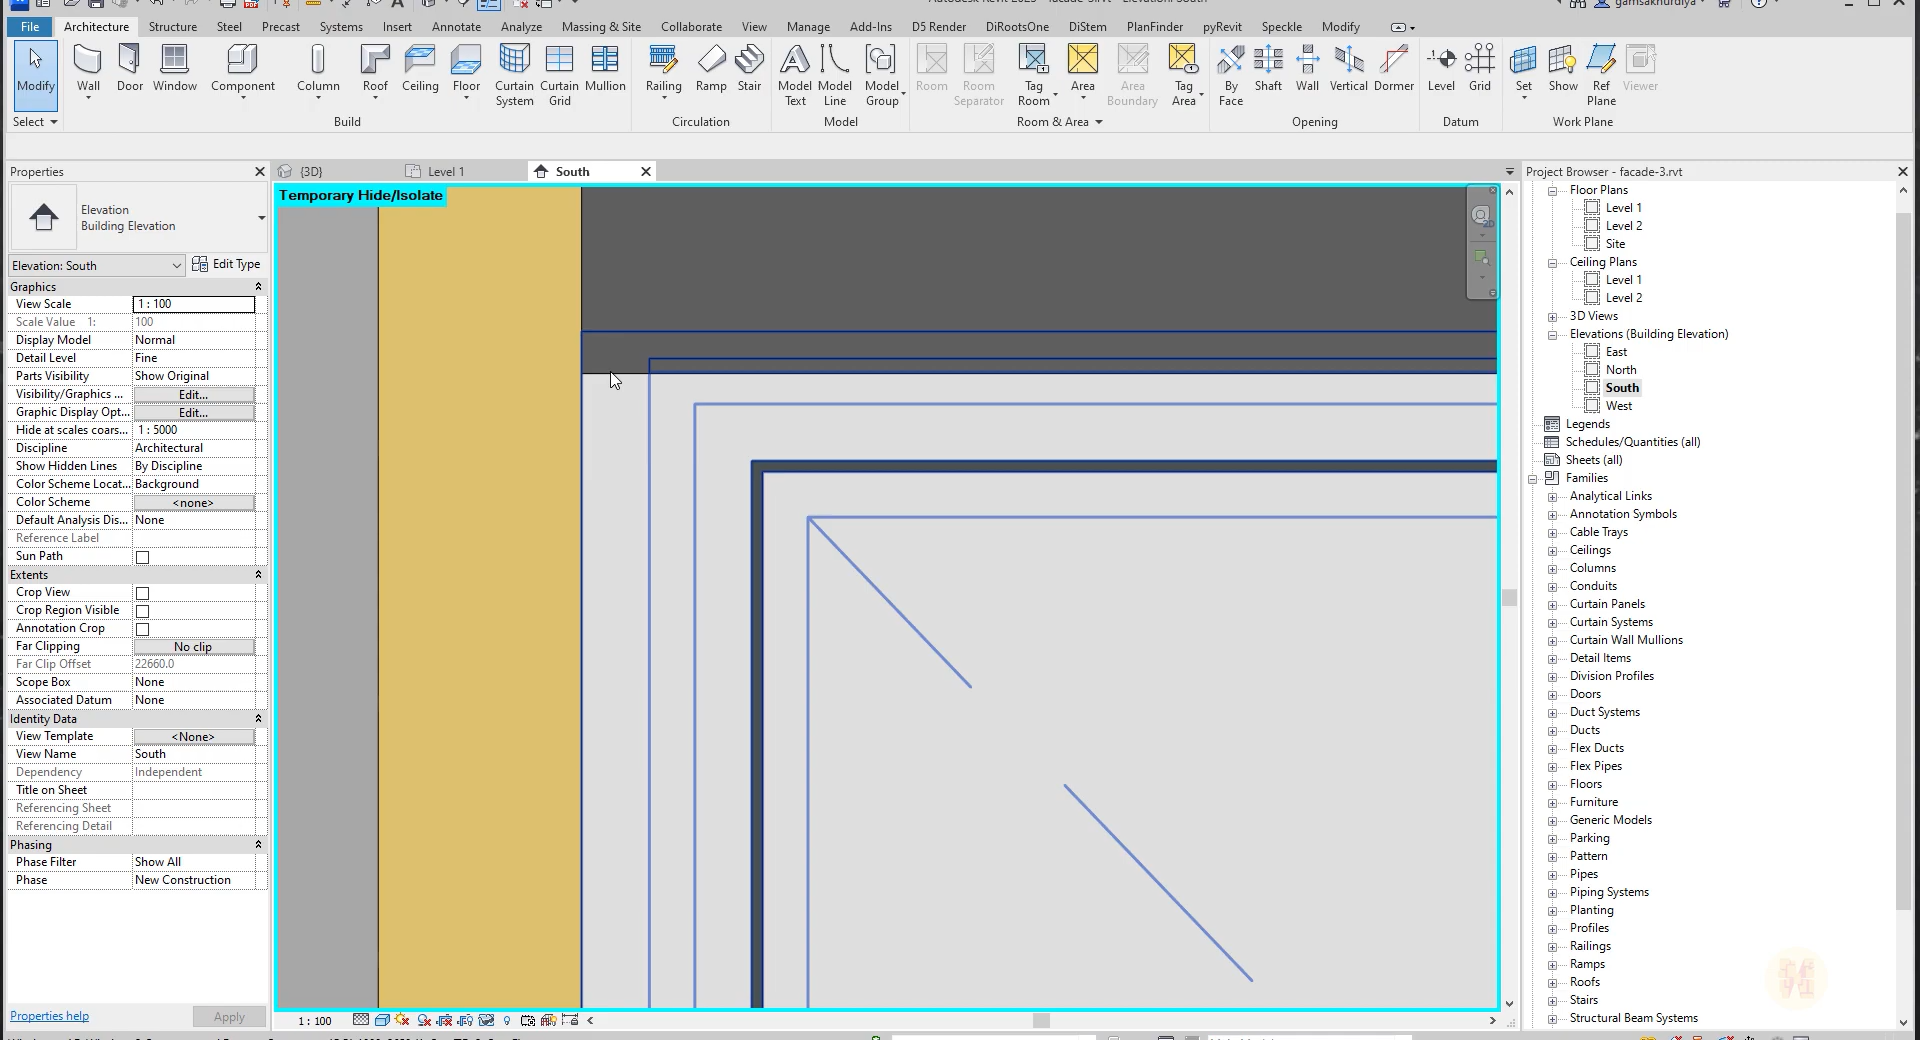 Autodesk Revit 2023 - facade-3.rvt - Elevation: South
gamsakhurdiya
File
Architecture
Structure
Steel
Precast
Systems
Insert
Annotate
Analyze
Massing & Site
Collaborate
View
Manage
Add-Ins
D5 Render
DiRootsOne
DiStem
PlanFinder
pyRevit
Speckle
Modify
Modify
Wall
Door
Window
Component
Column
Roof
Ceiling
Floor
Curtain System
Curtain Grid
Mullion
Railing
Ramp
Stair
Model Text
Model Line
Model Group
Room
Room Separator
Tag Room
Area
Area Boundary
Tag Area
By Face
Shaft
Wall
Vertical
Dormer
Level
Grid
Set
Show
Ref Plane
Viewer
Select
Build
Circulation
Model
Room & Area
Opening
Datum
Work Plane
Properties
Elevation
Building Elevation
Elevation: South
Edit Type
Graphics
View Scale 1 : 100
Scale Value 1: 100
Display Model Normal
Detail Level Fine
Parts Visibility Show Original
Visibility/Graphics ... Edit...
Graphic Display Opt... Edit...
Hide at scales coars... 1 : 5000
Discipline Architectural
Show Hidden Lines By Discipline
Color Scheme Locat... Background
Color Scheme <none>
Default Analysis Dis... None
Reference Label
Sun Path
Extents
Crop View
Crop Region Visible
Annotation Crop
Far Clipping No clip
Far Clip Offset 22660.0
Scope Box None
Associated Datum None
Identity Data
View Template <None>
View Name South
Dependency Independent
Title on Sheet
Referencing Sheet
Referencing Detail
Phasing
Phase Filter Show All
Phase New Construction
Properties help
Apply
{3D}
Level 1
South
Temporary Hide/Isolate
1 : 100
Project Browser - facade-3.rvt
Floor Plans
Level 1
Level 2
Site
Ceiling Plans
Level 1
Level 2
3D Views
Elevations (Building Elevation)
East
North
South
West
Legends
Schedules/Quantities (all)
Sheets (all)
Families
Analytical Links
Annotation Symbols
Cable Trays
Ceilings
Columns
Conduits
Curtain Panels
Curtain Systems
Curtain Wall Mullions
Detail Items
Division Profiles
Doors
Duct Systems
Ducts
Flex Ducts
Flex Pipes
Floors
Furniture
Generic Models
Parking
Pattern
Pipes
Piping Systems
Planting
Profiles
Railings
Ramps
Roofs
Stairs
Structural Beam Systems